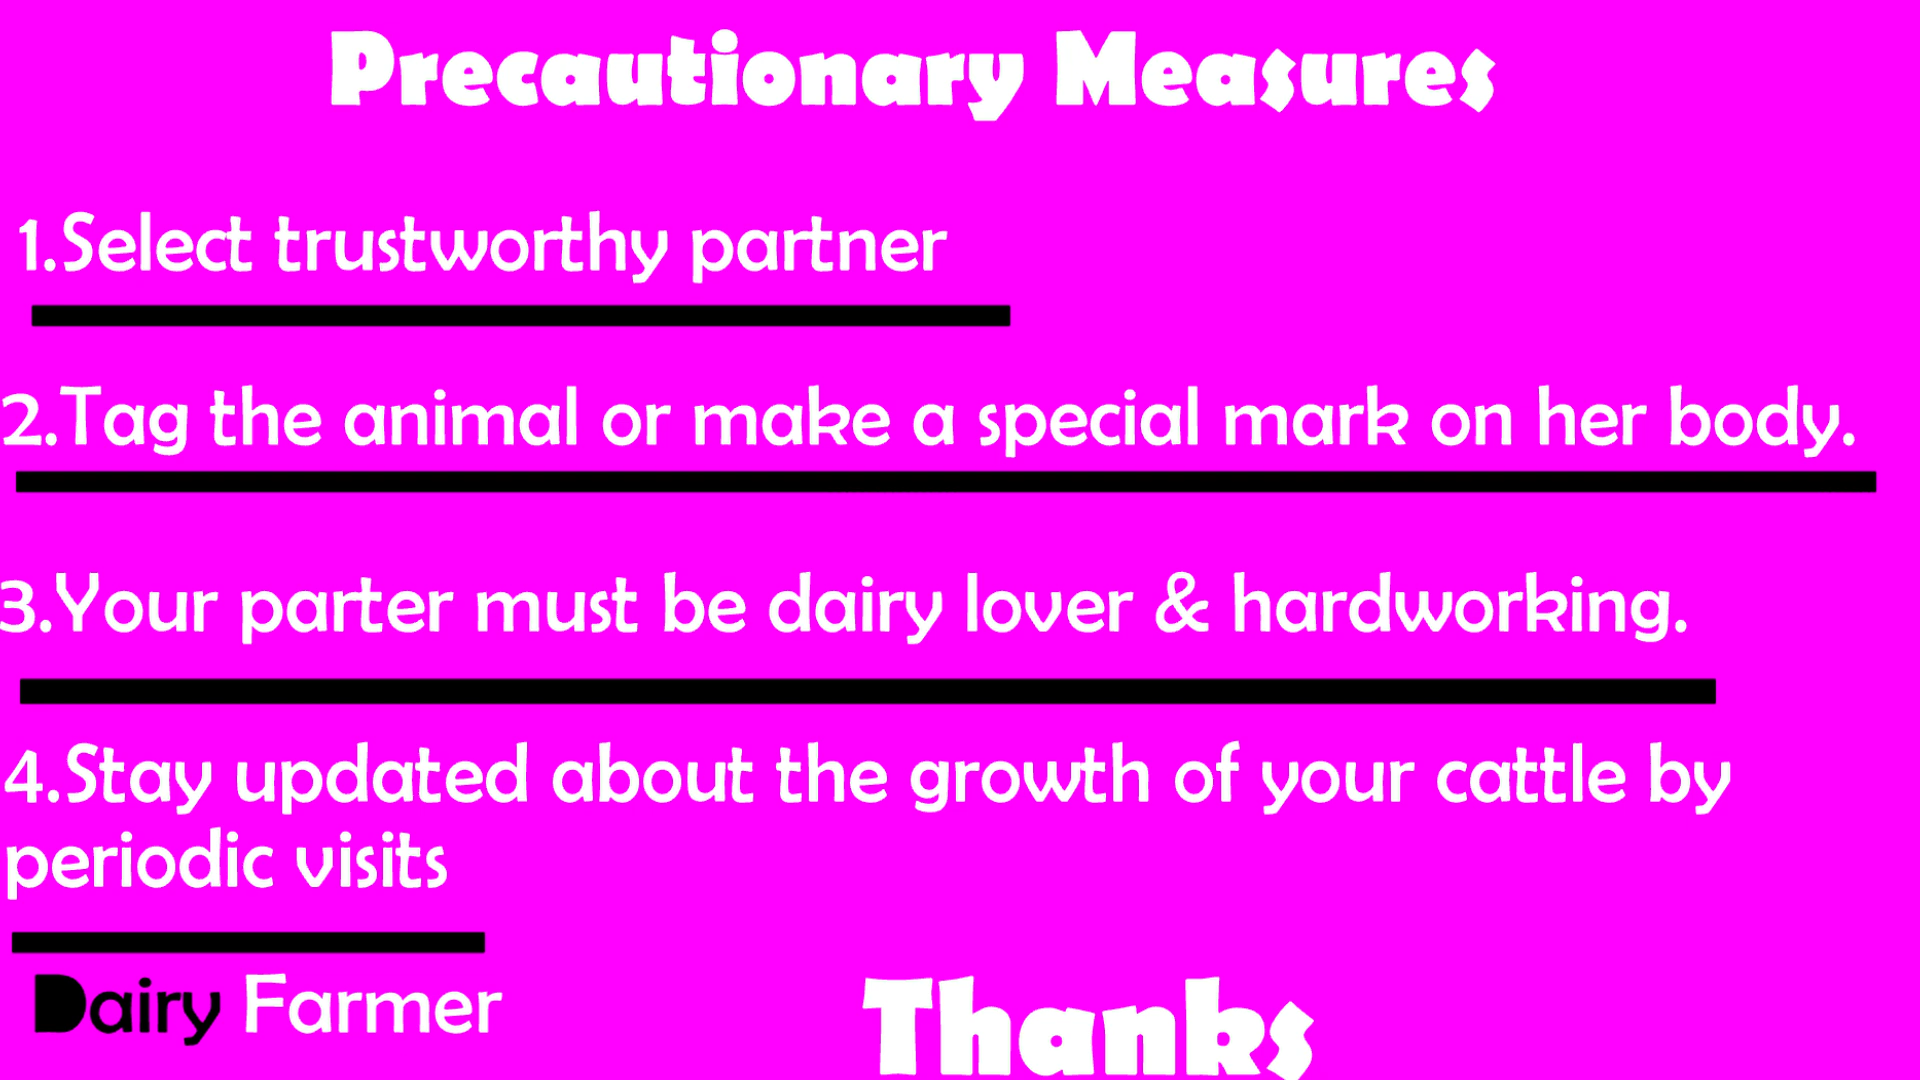 Precautionary Measures
1.Select trustworthy partner
2.Tag the animal or make a special mark on her body.
3.Your parter must be dairy lover & hardworking.
4.Stay updated about the growth of your cattle by
periodic visits
Dairy Farmer
Thanks